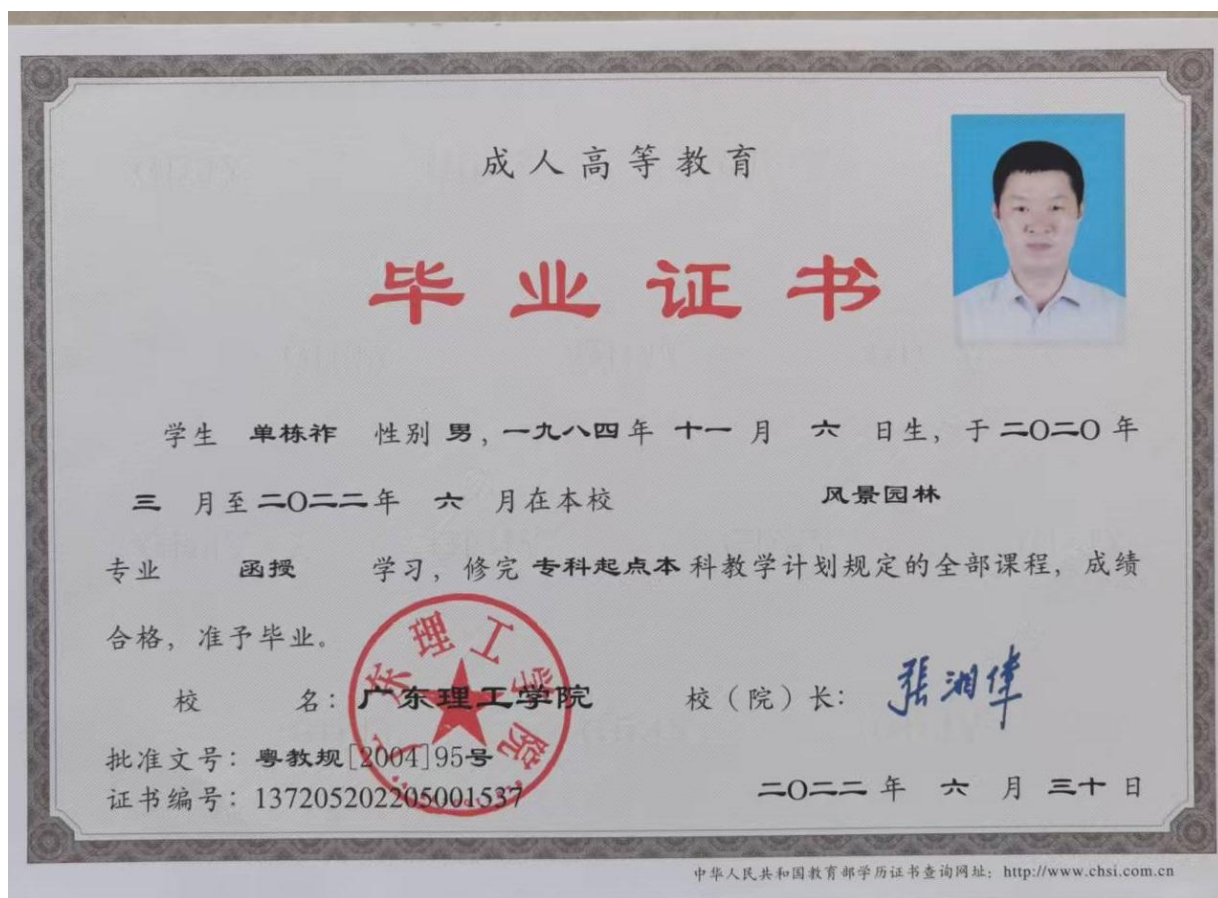 成人高等教育
毕业证书
学生 单栋祚 性别 男，一九八四年 十一 月 六 日生，于二〇二〇年
三 月至二〇二二年 六 月在本校 风景园林
专业 函授 学习，修完 专科起点本 科教学计划规定的全部课程，成绩
合格，准予毕业。
校 名：广东理工学院 校（院）长：张湘伟
批准文号：粤教规[2004]95号
证书编号：137205202205001537 二〇二二年 六 月 三十 日
广东理工学院
中华人民共和国教育部学历证书查询网址：http://www.chsi.com.cn